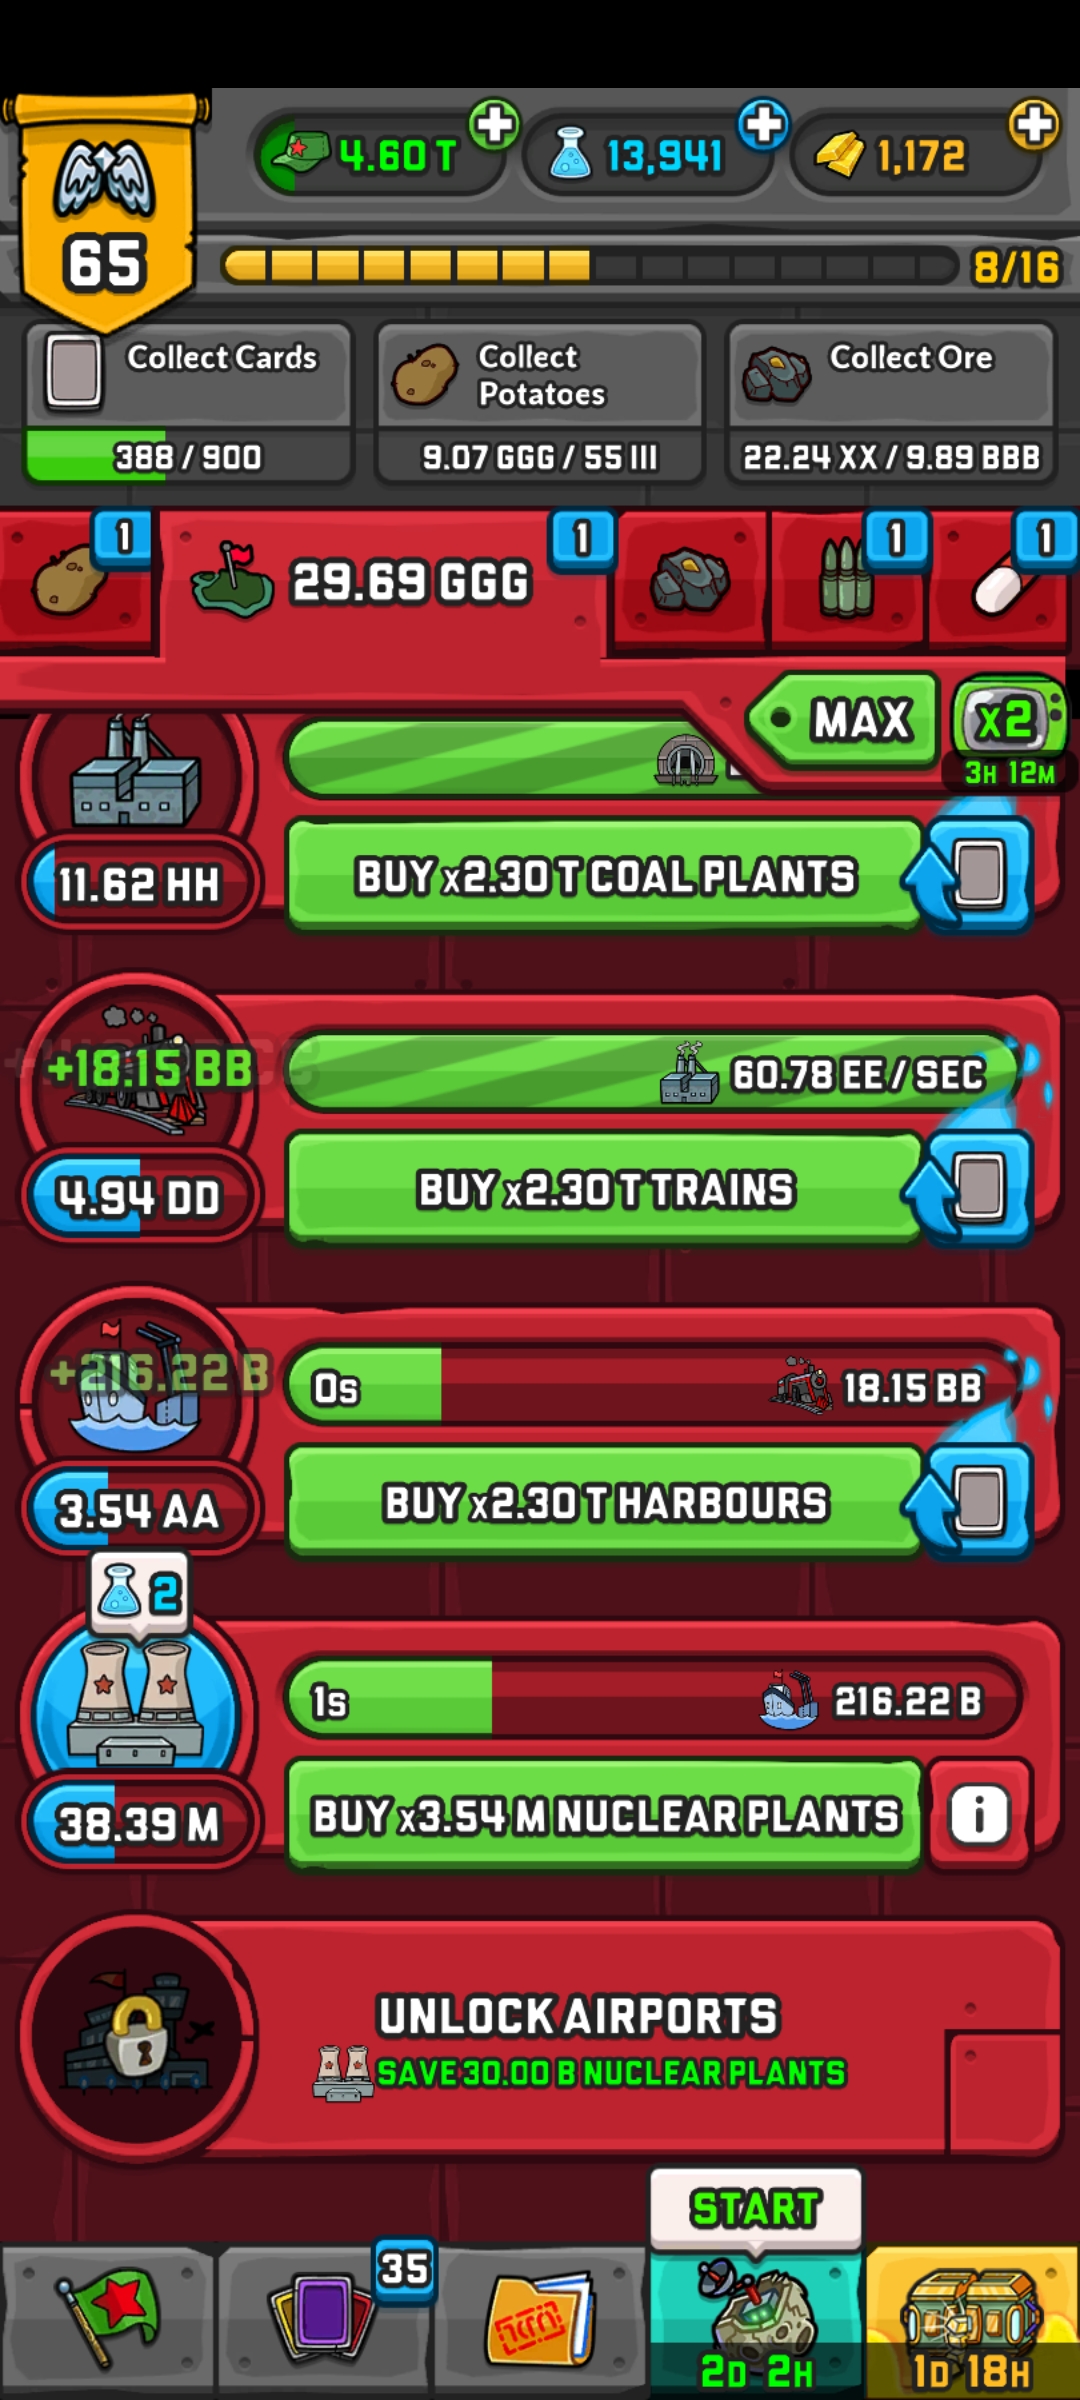 4.60 T
13,941
1,172
65
8/16
Collect Cards
388 / 900
Collect
Potatoes
9.07 GGG / 55 III
Collect Ore
22.24 XX / 9.89 BBB
1
29.69 GGG
1
1
1
MAX
x2
3H 12M
11.62 HH
BUY x2.30 T COAL PLANTS
+18.15 BB
60.78 EE / SEC
4.94 DD
BUY x2.30 T TRAINS
+216.22 B
0s
18.15 BB
3.54 AA
BUY x2.30 T HARBOURS
2
1s
216.22 B
38.39 M
BUY x3.54 M NUCLEAR PLANTS
i
UNLOCK AIRPORTS
SAVE 30.00 B NUCLEAR PLANTS
START
35
2D 2H
1D 18H